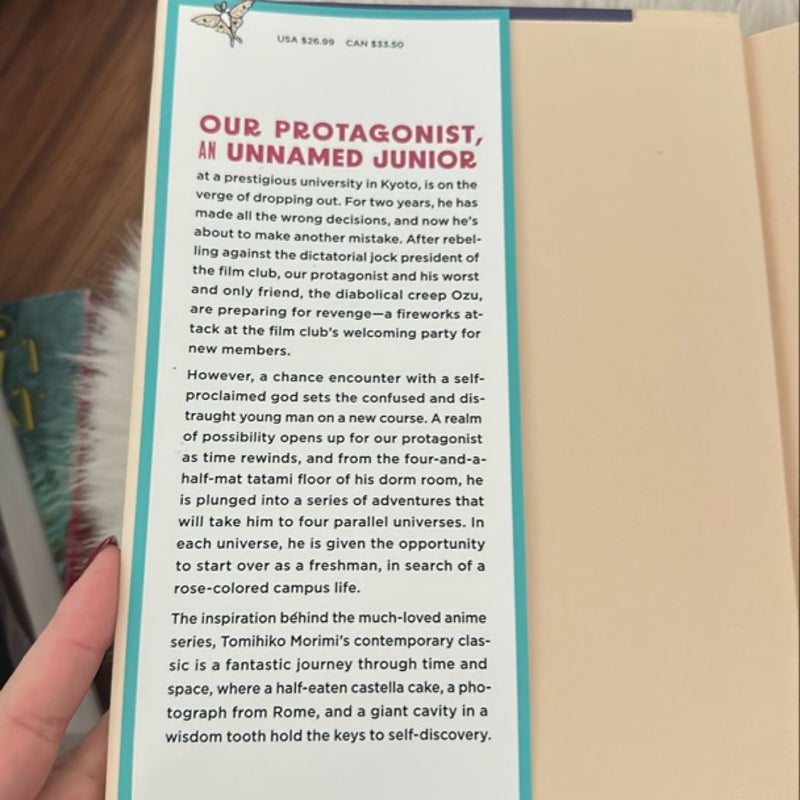 USA $26.99 CAN $33.50
OUR PROTAGONIST,
AN UNNAMED JUNIOR
at a prestigious university in Kyoto, is on the
verge of dropping out. For two years, he has
made all the wrong decisions, and now he's
about to make another mistake. After rebel-
ling against the dictatorial jock president of
the film club, our protagonist and his worst
and only friend, the diabolical creep Ozu,
are preparing for revenge—a fireworks at-
tack at the film club's welcoming party for
new members.
However, a chance encounter with a self-
proclaimed god sets the confused and dis-
traught young man on a new course. A realm
of possibility opens up for our protagonist
as time rewinds, and from the four-and-a-
half-mat tatami floor of his dorm room, he
is plunged into a series of adventures that
will take him to four parallel universes. In
each universe, he is given the opportunity
to start over as a freshman, in search of a
rose-colored campus life.
The inspiration behind the much-loved anime
series, Tomihiko Morimi's contemporary clas-
sic is a fantastic journey through time and
space, where a half-eaten castella cake, a pho-
tograph from Rome, and a giant cavity in a
wisdom tooth hold the keys to self-discovery.